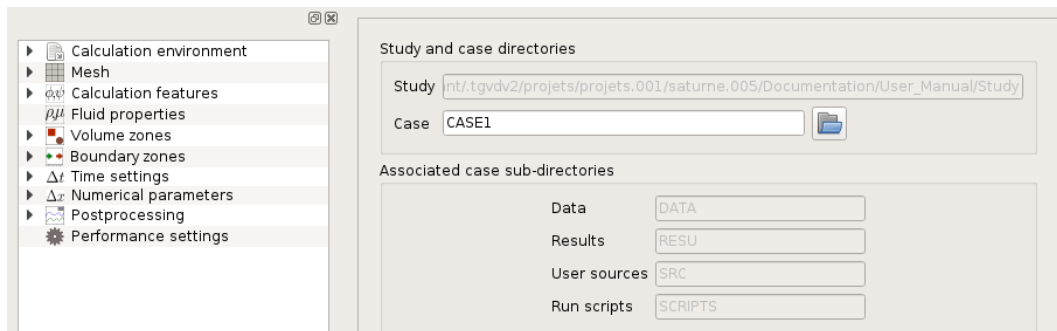 Calculation environment
Mesh
Calculation features
Fluid properties
Volume zones
Boundary zones
Δt Time settings
Δx Numerical parameters
Postprocessing
Performance settings
Study and case directories
Study nt/.tgvdv2/projets/projets.001/saturne.005/Documentation/User_Manual/Study
Case CASE1
Associated case sub-directories
Data DATA
Results RESU
User sources SRC
Run scripts SCRIPTS